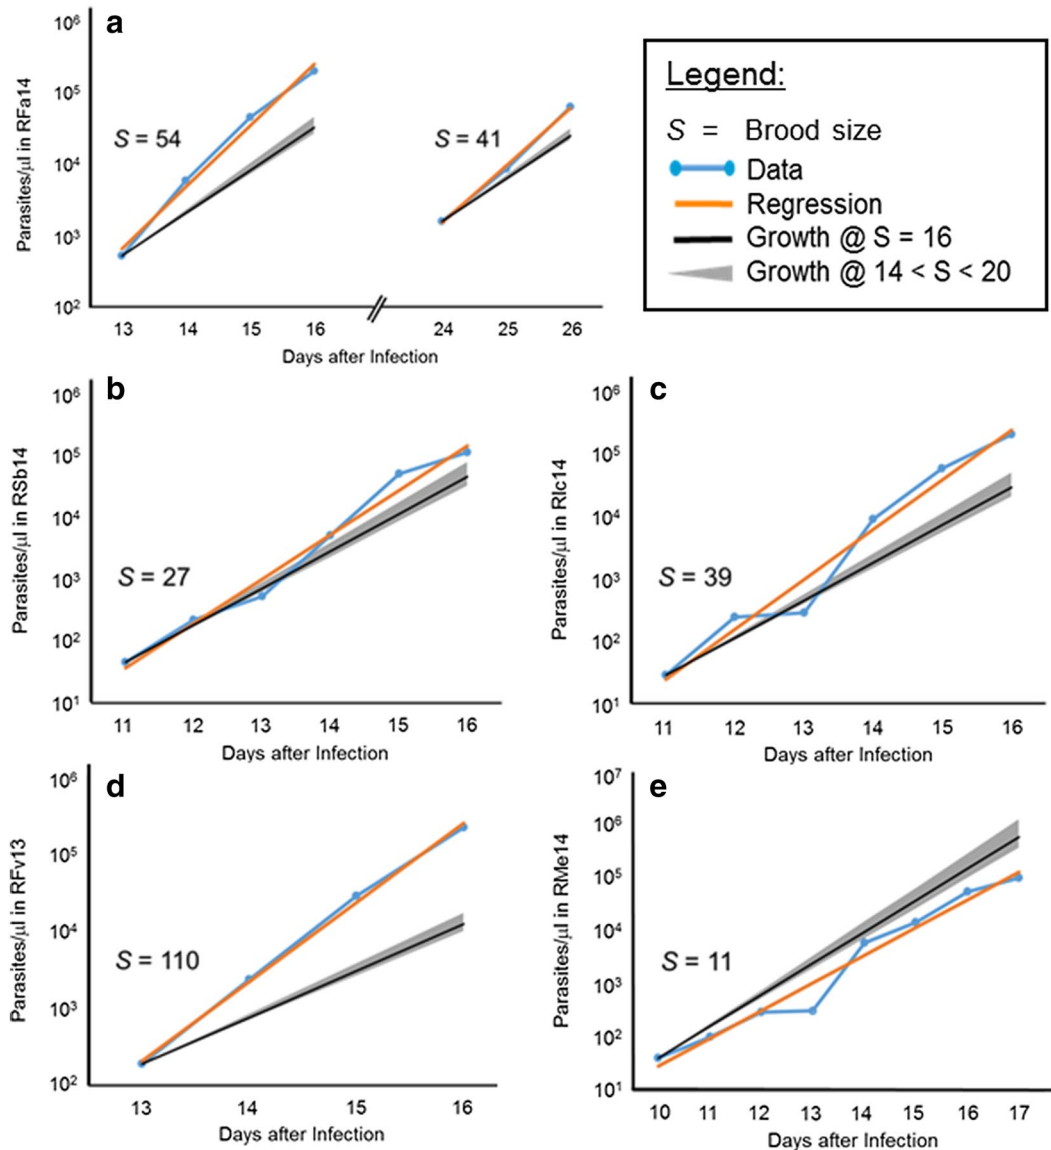 a
Parasites/µl in RFa14
10⁶
10⁵
10⁴
10³
10²
S = 54
S = 41
13 14 15 16 24 25 26
Days after Infection
Legend:
S = Brood size
Data
Regression
Growth @ S = 16
Growth @ 14 < S < 20
b
Parasites/µl in RSb14
10⁶
10⁵
10⁴
10³
10²
10¹
S = 27
11 12 13 14 15 16
Days after Infection
c
Parasites/µl in RIc14
10⁶
10⁵
10⁴
10³
10²
10¹
S = 39
11 12 13 14 15 16
Days after Infection
d
Parasites/µl in RFv13
10⁶
10⁵
10⁴
10³
10²
S = 110
13 14 15 16
Days after Infection
e
Parasites/µl in RMe14
10⁷
10⁶
10⁵
10⁴
10³
10²
10¹
S = 11
10 11 12 13 14 15 16 17
Days after Infection